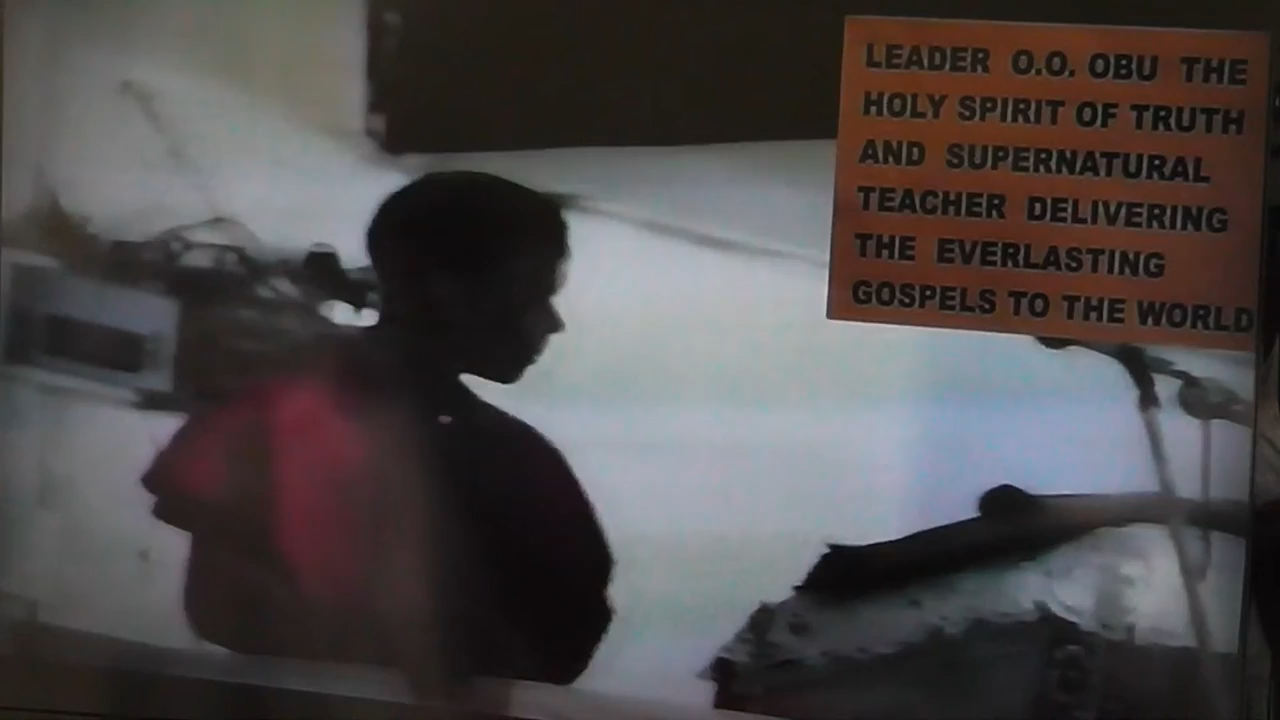 LEADER O.O. OBU THE
HOLY SPIRIT OF TRUTH
AND SUPERNATURAL
TEACHER DELIVERING
THE EVERLASTING
GOSPELS TO THE WORLD